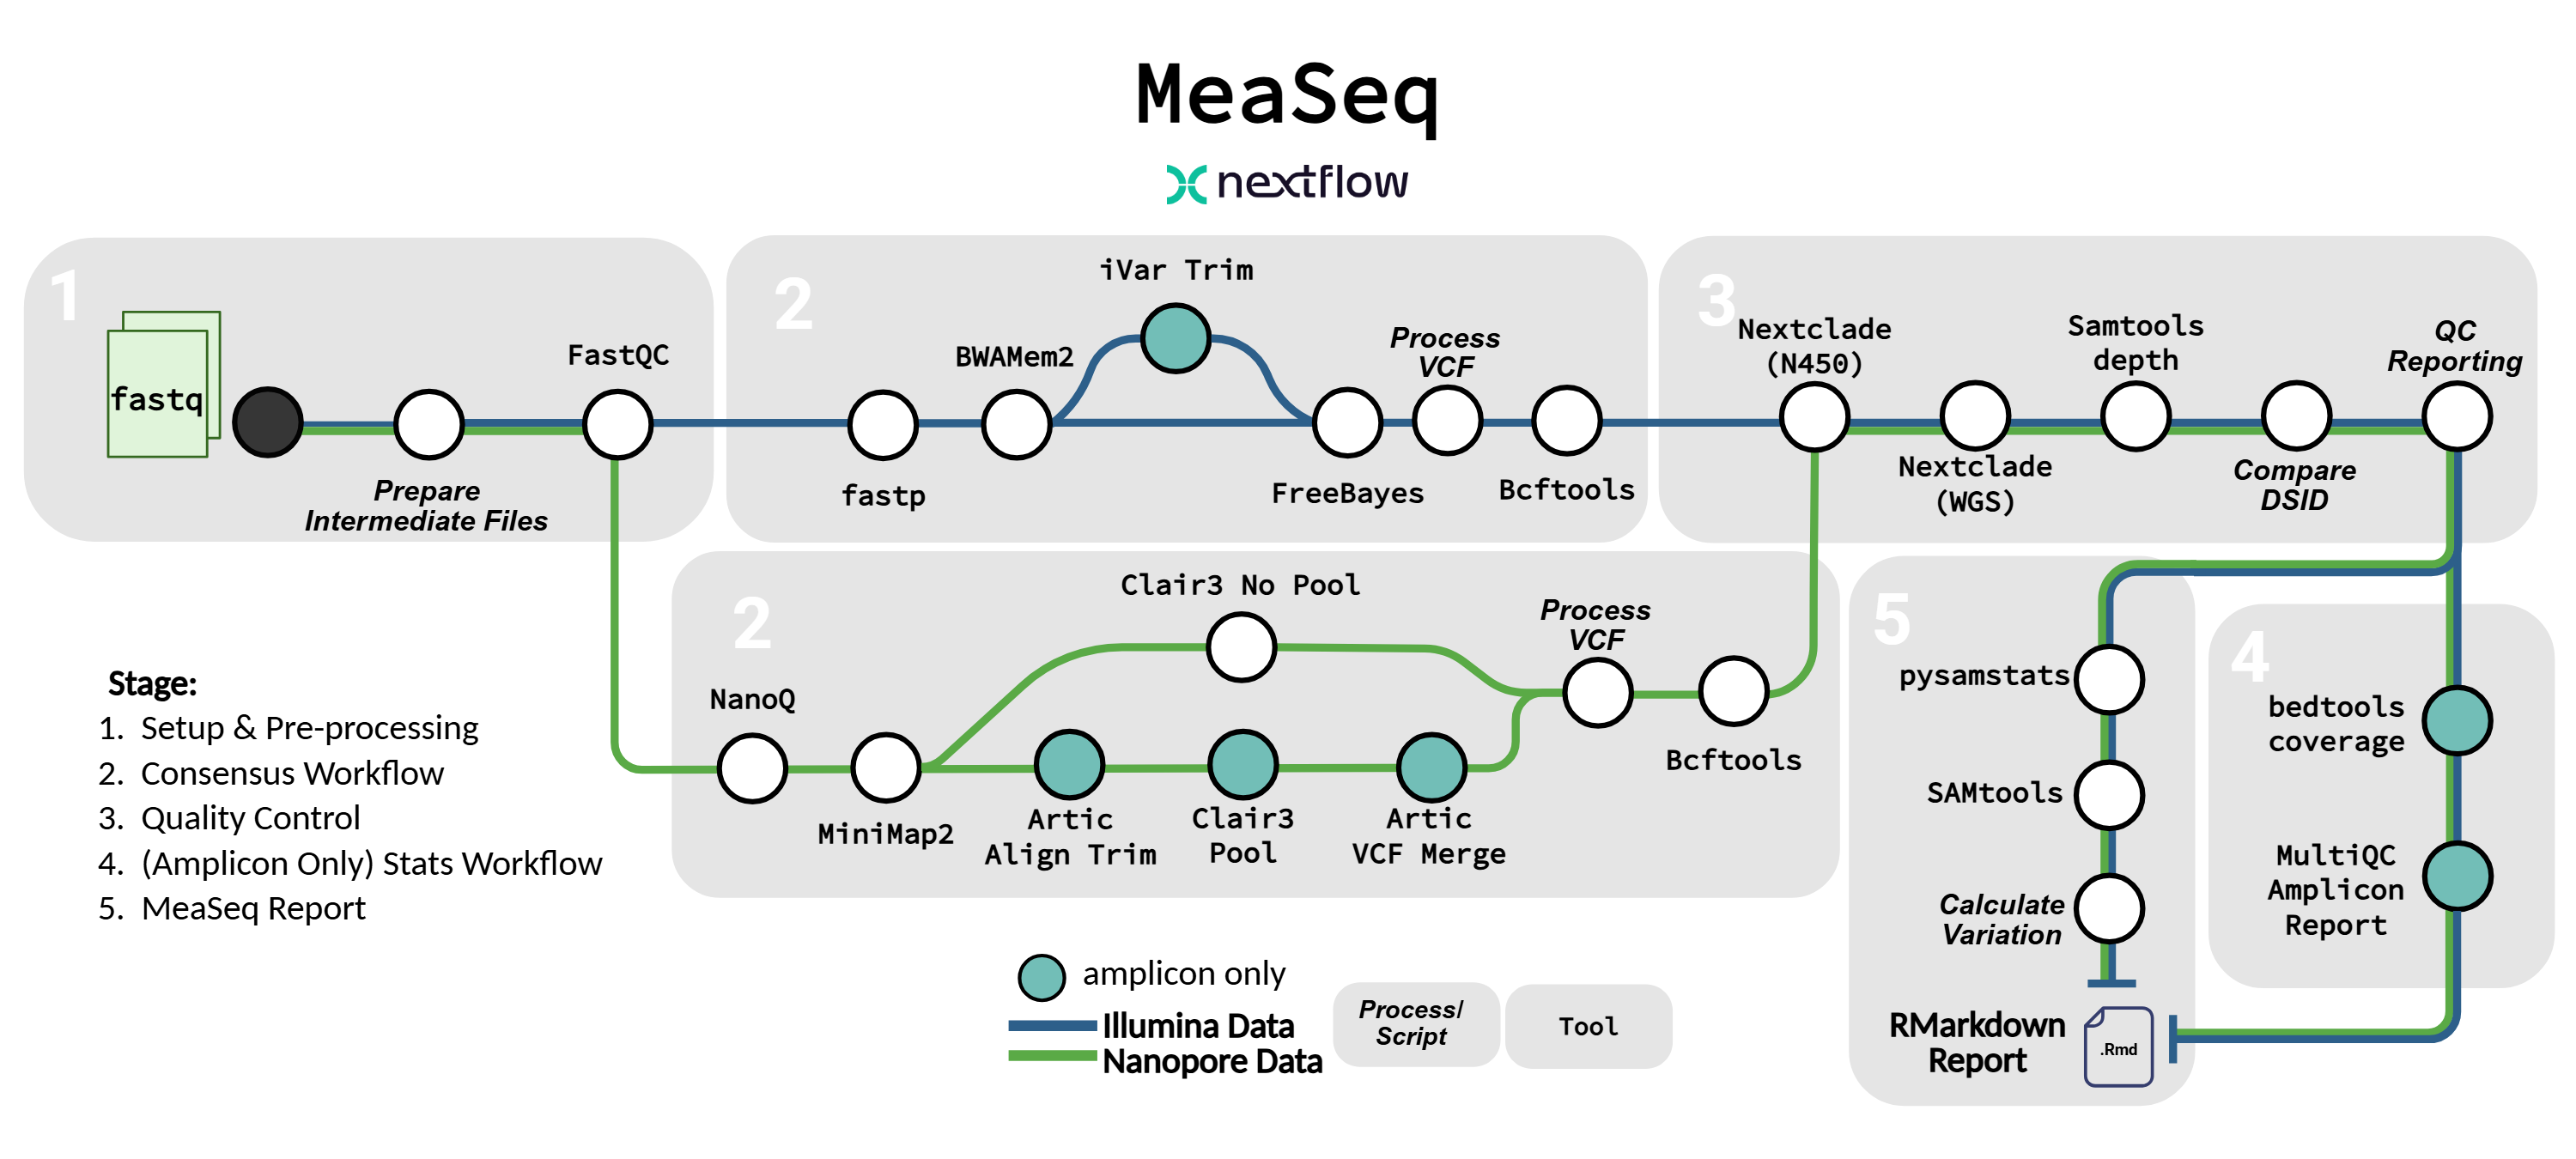 MeaSeq
nextflow
1
fastq
Prepare
Intermediate Files
FastQC
2
fastp
BWAMem2
iVar Trim
FreeBayes
Process
VCF
Bcftools
3
Nextclade
(N450)
Nextclade
(WGS)
Samtools
depth
Compare
DSID
QC
Reporting
2
NanoQ
MiniMap2
Clair3 No Pool
Artic
Align Trim
Clair3
Pool
Artic
VCF Merge
Process
VCF
Bcftools
5
pysamstats
SAMtools
Calculate
Variation
RMarkdown
Report
.Rmd
4
bedtools
coverage
MultiQC
Amplicon
Report
Stage:
1. Setup & Pre-processing
2. Consensus Workflow
3. Quality Control
4. (Amplicon Only) Stats Workflow
5. MeaSeq Report
amplicon only
Illumina Data
Nanopore Data
Process/
Script
Tool